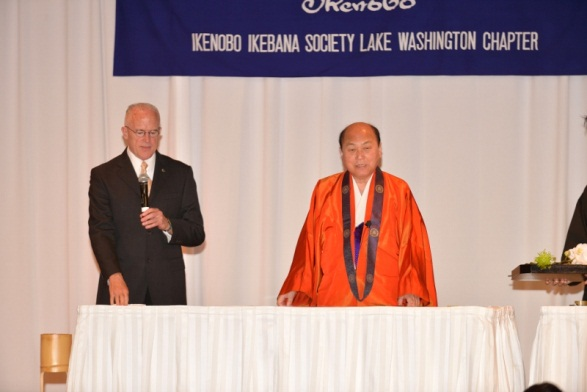 Ikenobo
IKENOBO IKEBANA SOCIETY LAKE WASHINGTON CHAPTER